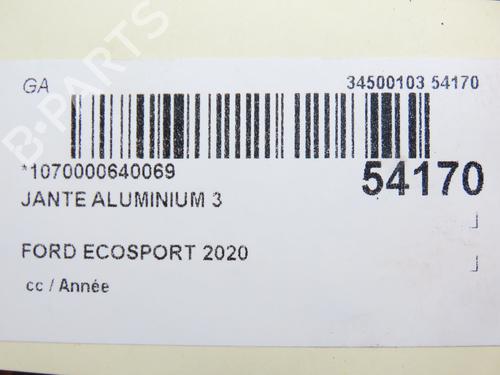 GA 34500103 54170
*1070000640069 54170
JANTE ALUMINIUM 3
FORD ECOSPORT 2020
cc / Année
B-PARTS